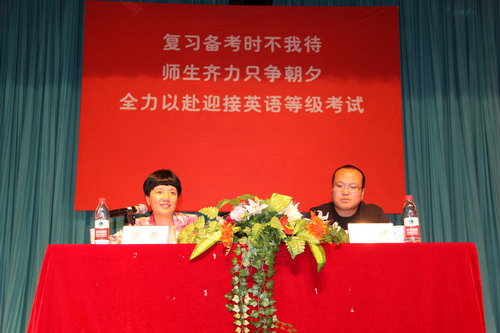 复习备考时不我待
师生齐力只争朝夕
全力以赴迎接英语等级考试